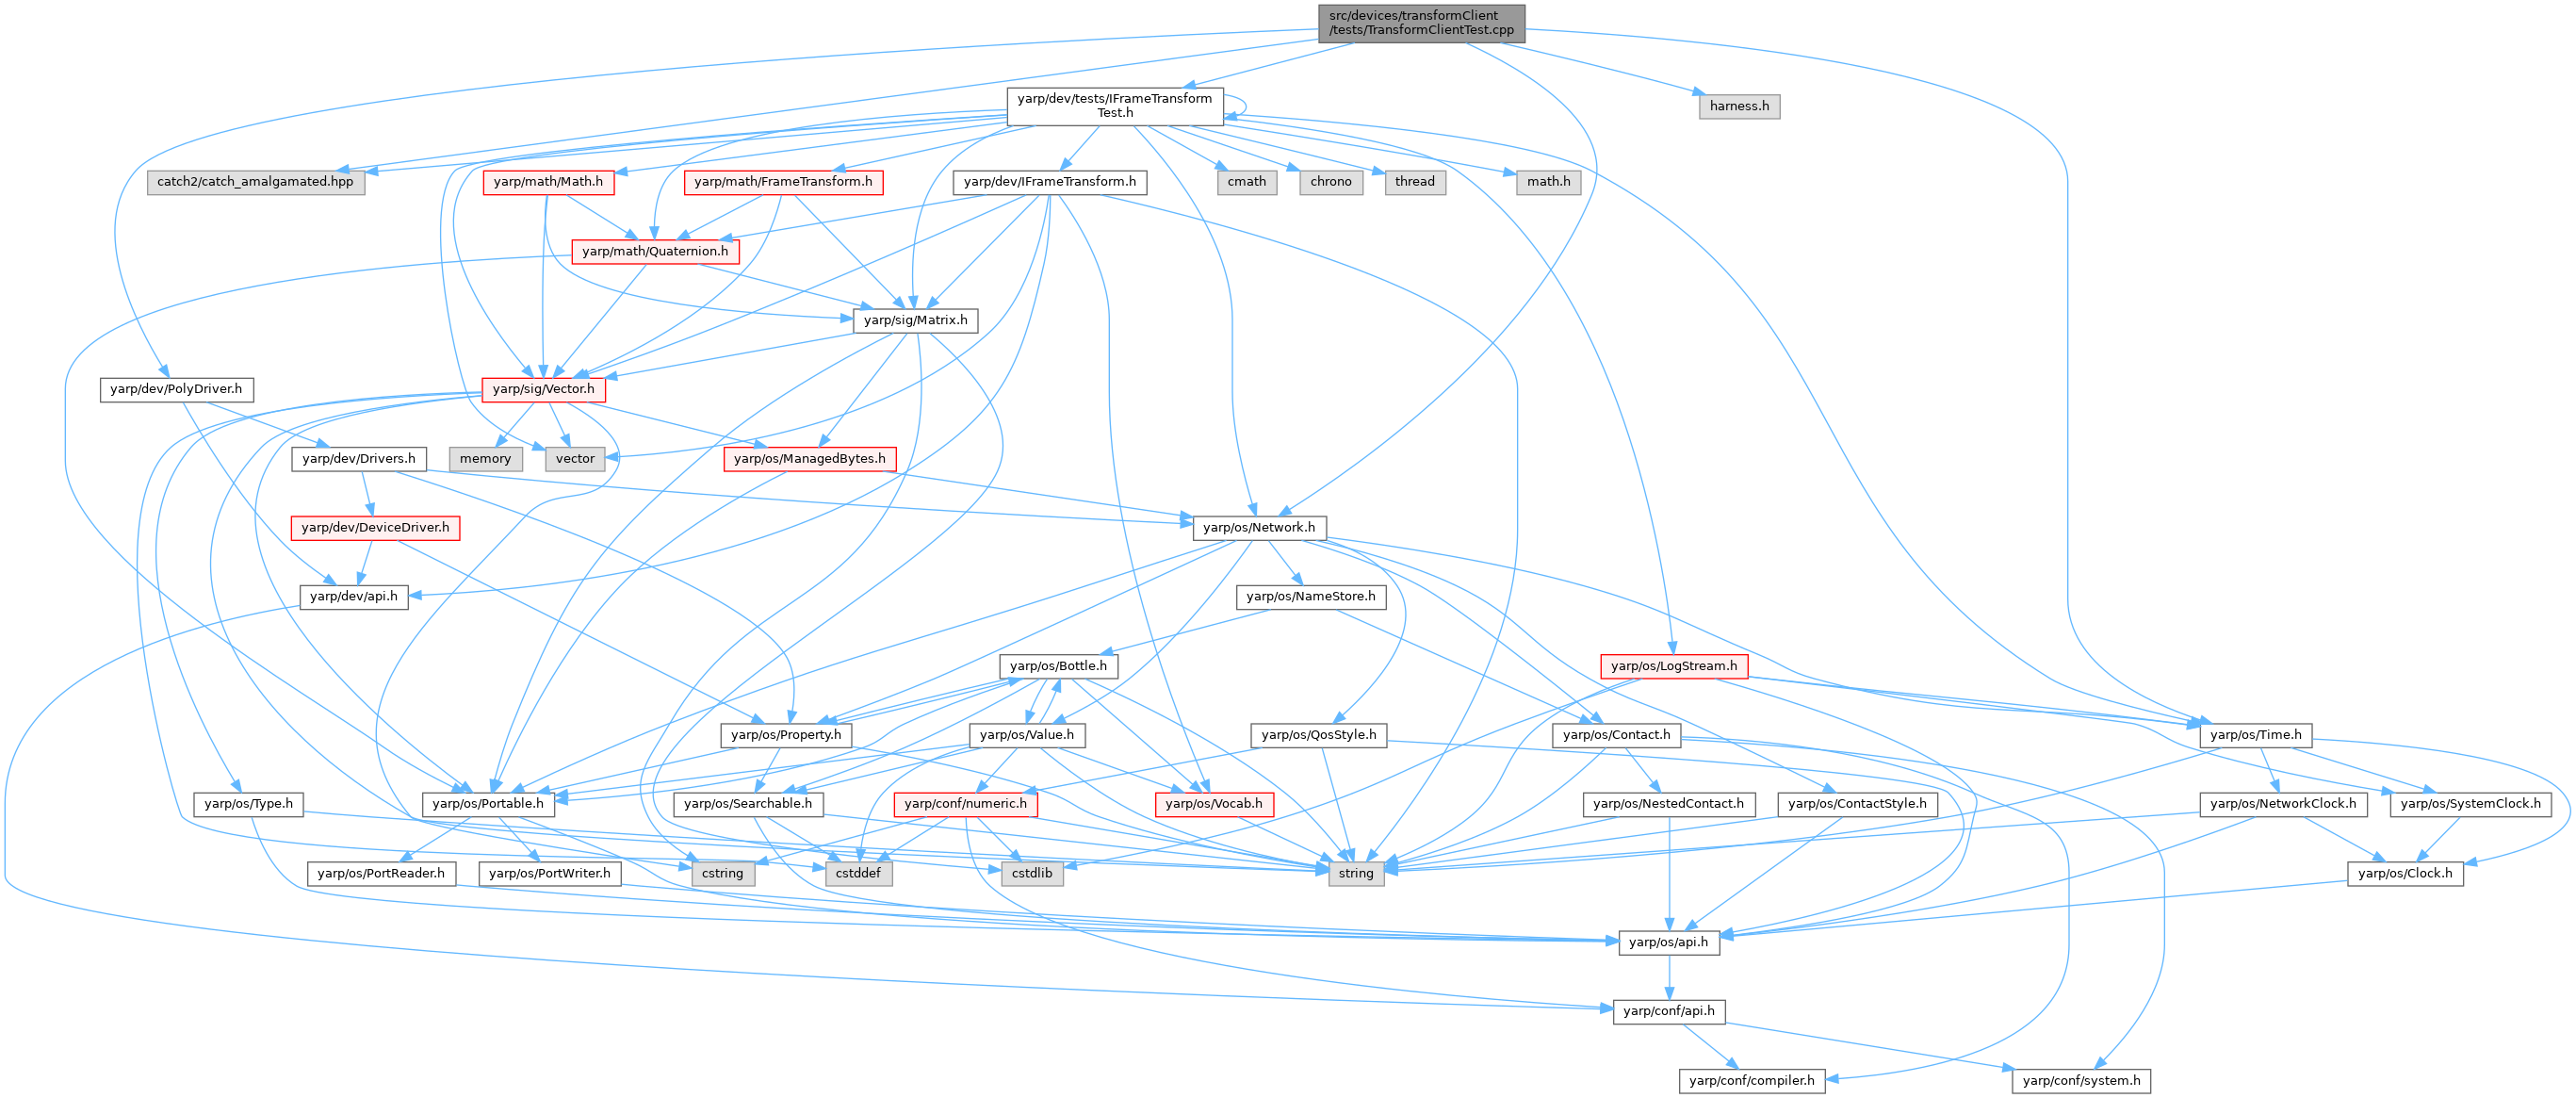 src/devices/transformClient
/tests/TransformClientTest.cpp
yarp/dev/tests/IFrameTransform
Test.h
harness.h
catch2/catch_amalgamated.hpp
yarp/math/Math.h
yarp/math/FrameTransform.h
yarp/dev/IFrameTransform.h
cmath
chrono
thread
math.h
yarp/math/Quaternion.h
yarp/sig/Matrix.h
yarp/dev/PolyDriver.h
yarp/sig/Vector.h
yarp/dev/Drivers.h
memory
vector
yarp/os/ManagedBytes.h
yarp/dev/DeviceDriver.h
yarp/os/Network.h
yarp/dev/api.h
yarp/os/NameStore.h
yarp/os/Bottle.h
yarp/os/LogStream.h
yarp/os/Property.h
yarp/os/Value.h
yarp/os/QosStyle.h
yarp/os/Contact.h
yarp/os/Time.h
yarp/os/Type.h
yarp/os/Portable.h
yarp/os/Searchable.h
yarp/conf/numeric.h
yarp/os/Vocab.h
yarp/os/NestedContact.h
yarp/os/ContactStyle.h
yarp/os/NetworkClock.h
yarp/os/SystemClock.h
yarp/os/PortReader.h
yarp/os/PortWriter.h
cstring
cstddef
cstdlib
string
yarp/os/Clock.h
yarp/os/api.h
yarp/conf/api.h
yarp/conf/compiler.h
yarp/conf/system.h